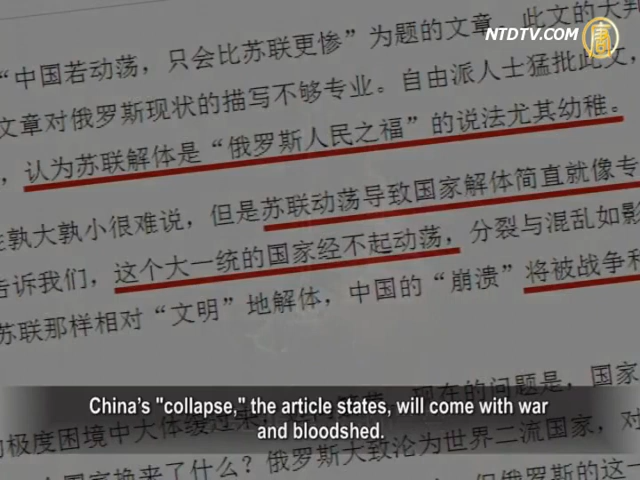 NTDTV.com
“中国若动荡，只会比苏联更惨”为题的文章，此文的大
文章对俄罗斯现状的描写不够专业。自由派人士猛批此文，
，认为苏联解体是“俄罗斯人民之福”的说法尤其幼稚。
孰大孰小很难说，但是苏联动荡导致国家解体简直就像专
告诉我们，这个大一统的国家经不起动荡，分裂与混乱如影
苏联那样相对“文明”地解体，中国的“崩溃”将被战争和
现在的问题是，国家
极度困境中大体缓过来
国家换来了什么？俄罗斯大致沦为世界二流国家，对
但俄罗斯的这一
China’s "collapse," the article states, will come with war
and bloodshed.